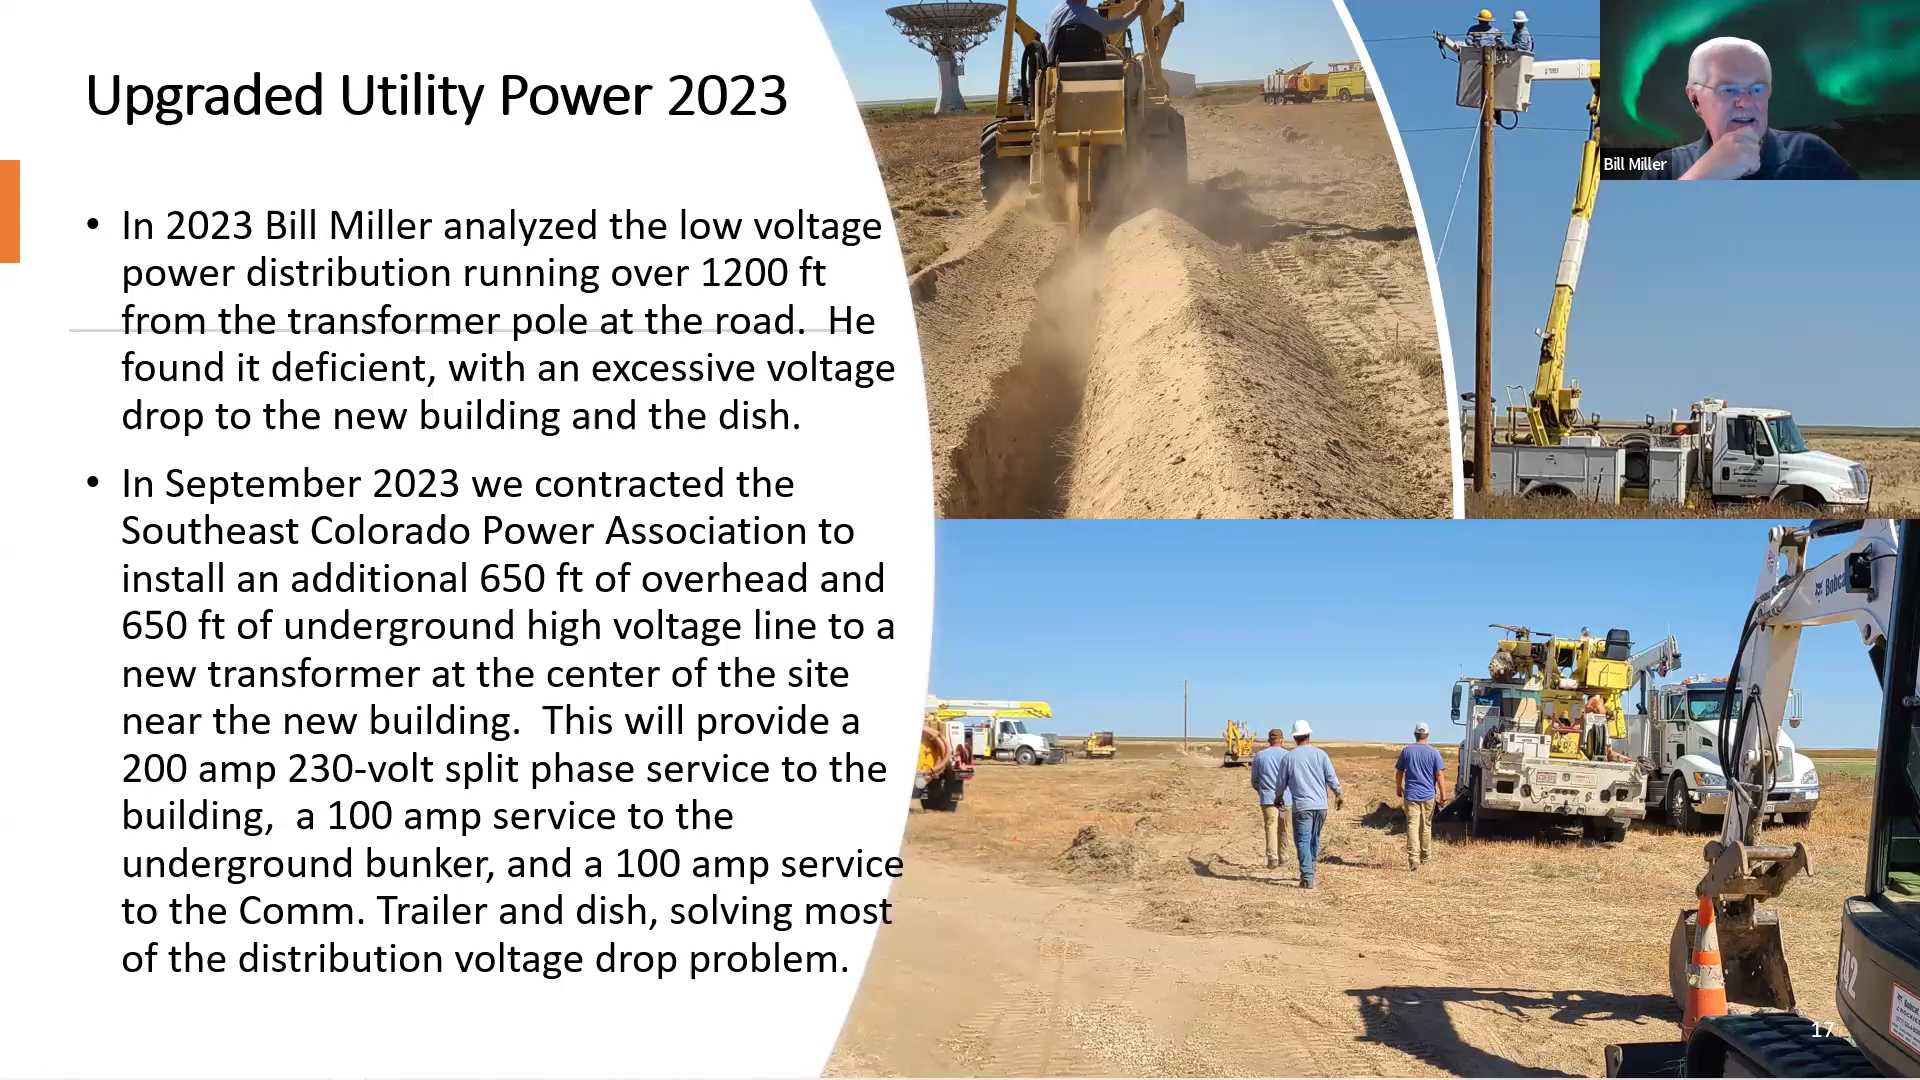 Upgraded Utility Power 2023
Bill Miller
• In 2023 Bill Miller analyzed the low voltage
power distribution running over 1200 ft
from the transformer pole at the road.  He
found it deficient, with an excessive voltage
drop to the new building and the dish.
• In September 2023 we contracted the
Southeast Colorado Power Association to
install an additional 650 ft of overhead and
650 ft of underground high voltage line to a
new transformer at the center of the site
near the new building.  This will provide a
200 amp 230-volt split phase service to the
building,  a 100 amp service to the
underground bunker, and a 100 amp service
to the Comm. Trailer and dish, solving most
of the distribution voltage drop problem.
Bobcat
42
17